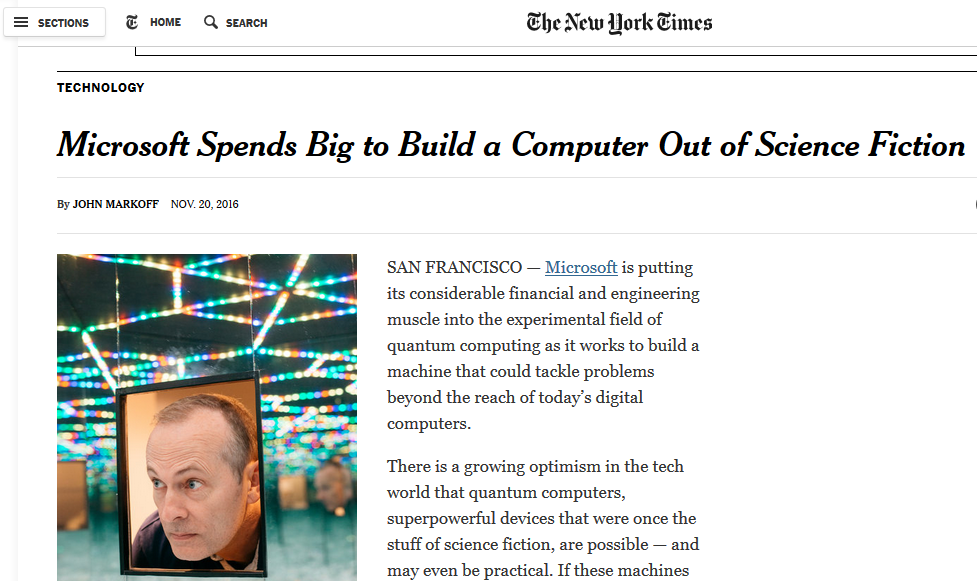 SECTIONS HOME SEARCH The New York Times
TECHNOLOGY
Microsoft Spends Big to Build a Computer Out of Science Fiction
By JOHN MARKOFF NOV. 20, 2016
SAN FRANCISCO — Microsoft is putting
its considerable financial and engineering
muscle into the experimental field of
quantum computing as it works to build a
machine that could tackle problems
beyond the reach of today’s digital
computers.
There is a growing optimism in the tech
world that quantum computers,
superpowerful devices that were once the
stuff of science fiction, are possible — and
may even be practical. If these machines